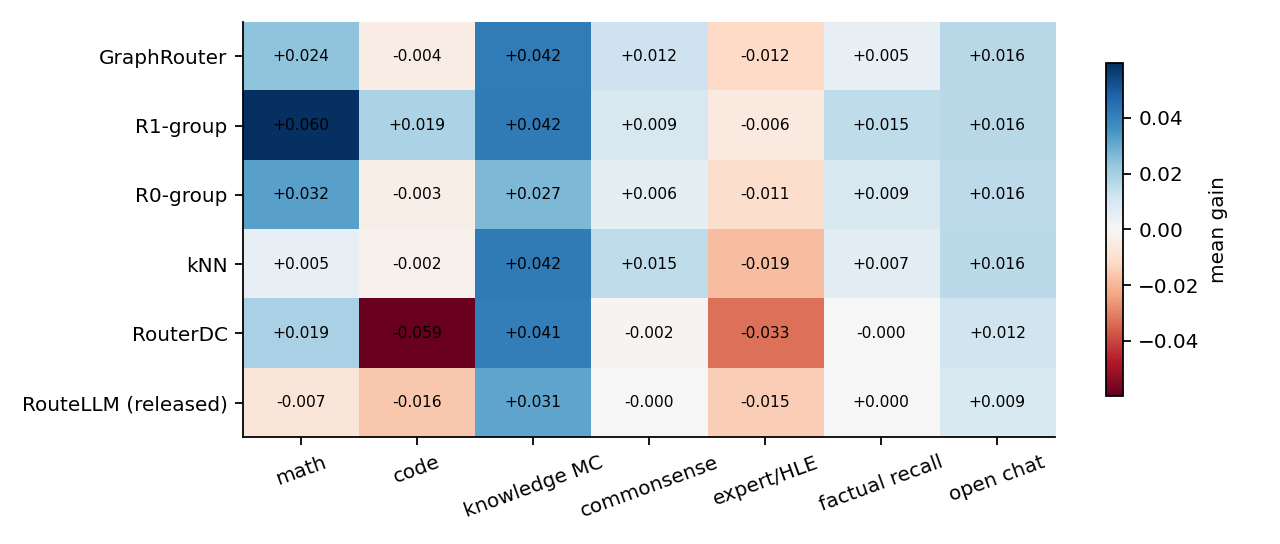 GraphRouter +0.024 -0.004 +0.042 +0.012 -0.012 +0.005 +0.016
R1-group +0.060 +0.019 +0.042 +0.009 -0.006 +0.015 +0.016
R0-group +0.032 -0.003 +0.027 +0.006 -0.011 +0.009 +0.016
kNN +0.005 -0.002 +0.042 +0.015 -0.019 +0.007 +0.016
RouterDC +0.019 -0.059 +0.041 -0.002 -0.033 -0.000 +0.012
RouteLLM (released) -0.007 -0.016 +0.031 -0.000 -0.015 +0.000 +0.009
math code knowledge MC commonsense expert/HLE factual recall open chat
0.04
0.02
0.00
−0.02
−0.04
mean gain